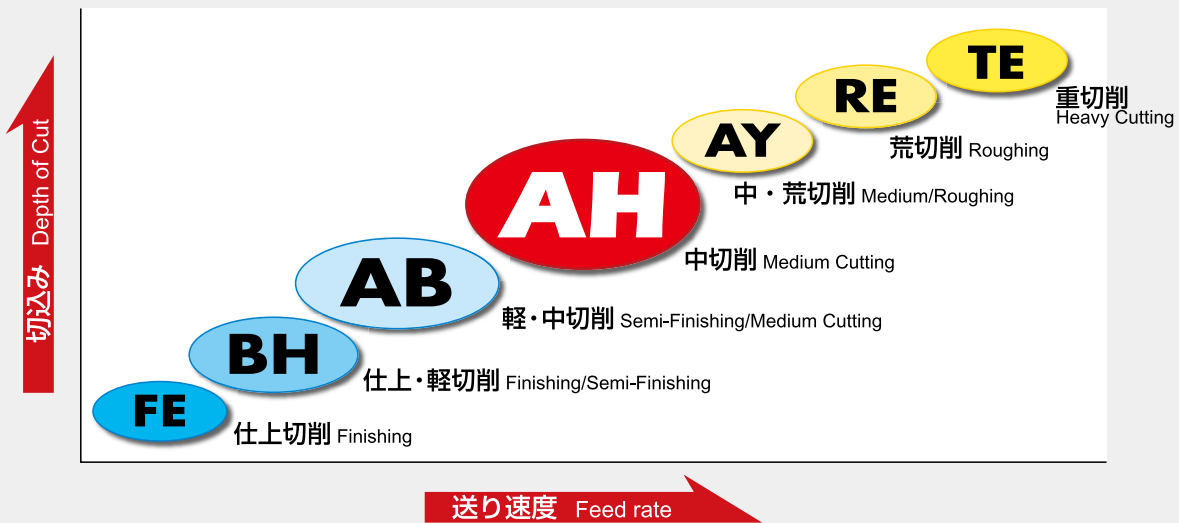 TE
重切削
Heavy Cutting
RE
荒切削 Roughing
AY
中・荒切削 Medium/Roughing
AH
中切削 Medium Cutting
AB
軽・中切削 Semi-Finishing/Medium Cutting
BH
仕上・軽切削 Finishing/Semi-Finishing
FE
仕上切削 Finishing
切込み Depth of Cut
送り速度 Feed rate